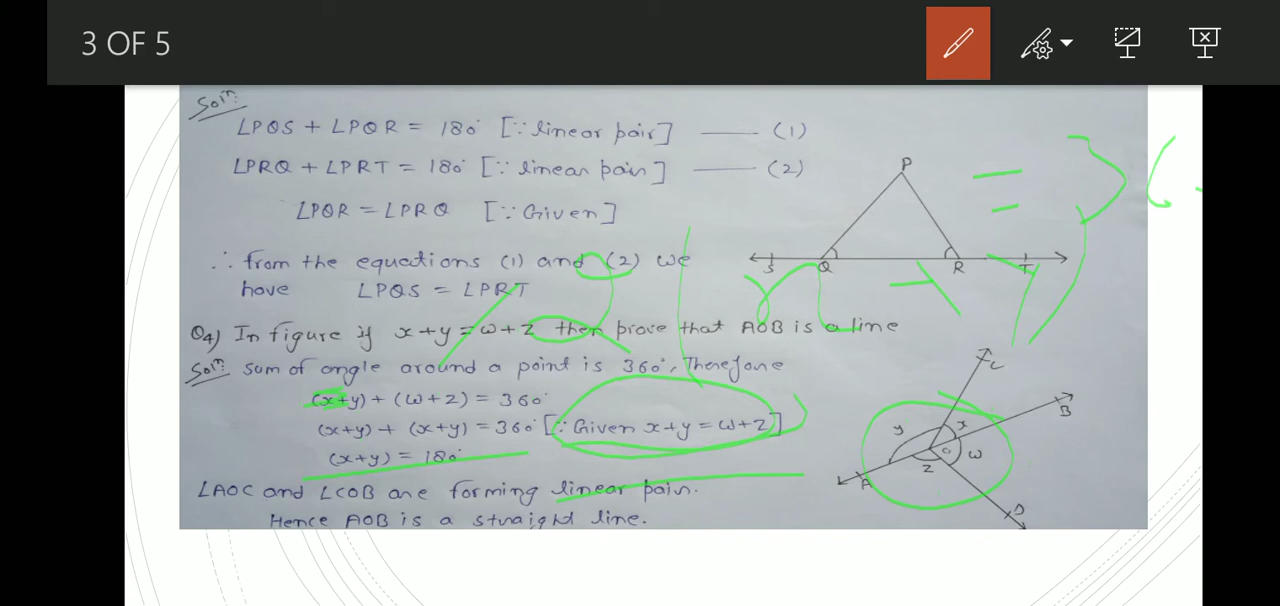 3 OF 5
Soln:
∠PQS + ∠PQR = 180° [∵ linear pair] —— (1)
∠PRQ + ∠PRT = 180° [∵ linear pair] —— (2)
∠PQR = ∠PRQ [∵ Given]
∴ from the equations (1) and (2) we
have ∠PQS = ∠PRT
P
S Q R T
Q4) In figure if x+y = ω+z then prove that AOB is a line
Soln: Sum of angle around a point is 360°, Therefore
(x+y) + (ω+z) = 360°
(x+y) + (x+y) = 360° [∵ Given x+y = ω+z]
(x+y) = 180°
∠AOC and ∠COB are forming linear pair.
Hence AOB is a straight line.
C
B
y x
O ω
A z
D